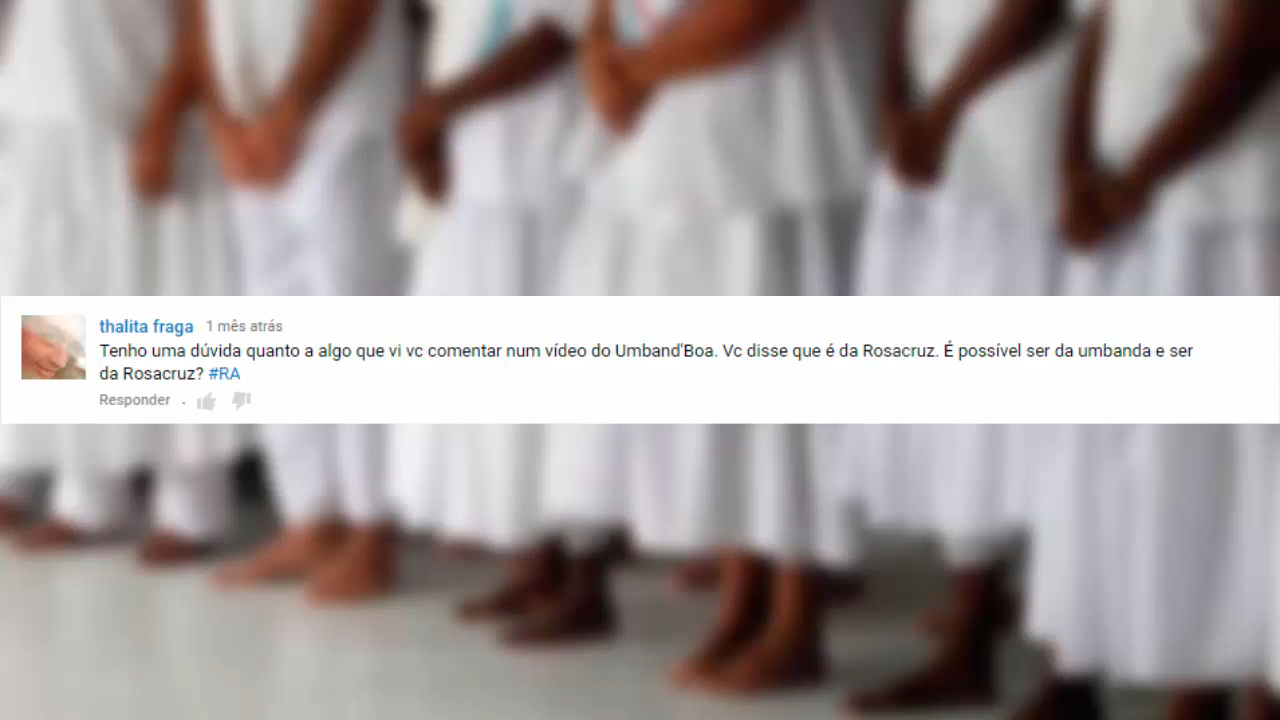 thalita fraga 1 mês atrás
Tenho uma dúvida quanto a algo que vi vc comentar num vídeo do Umband'Boa. Vc disse que é da Rosacruz. É possível ser da umbanda e ser
da Rosacruz? #RA
Responder .